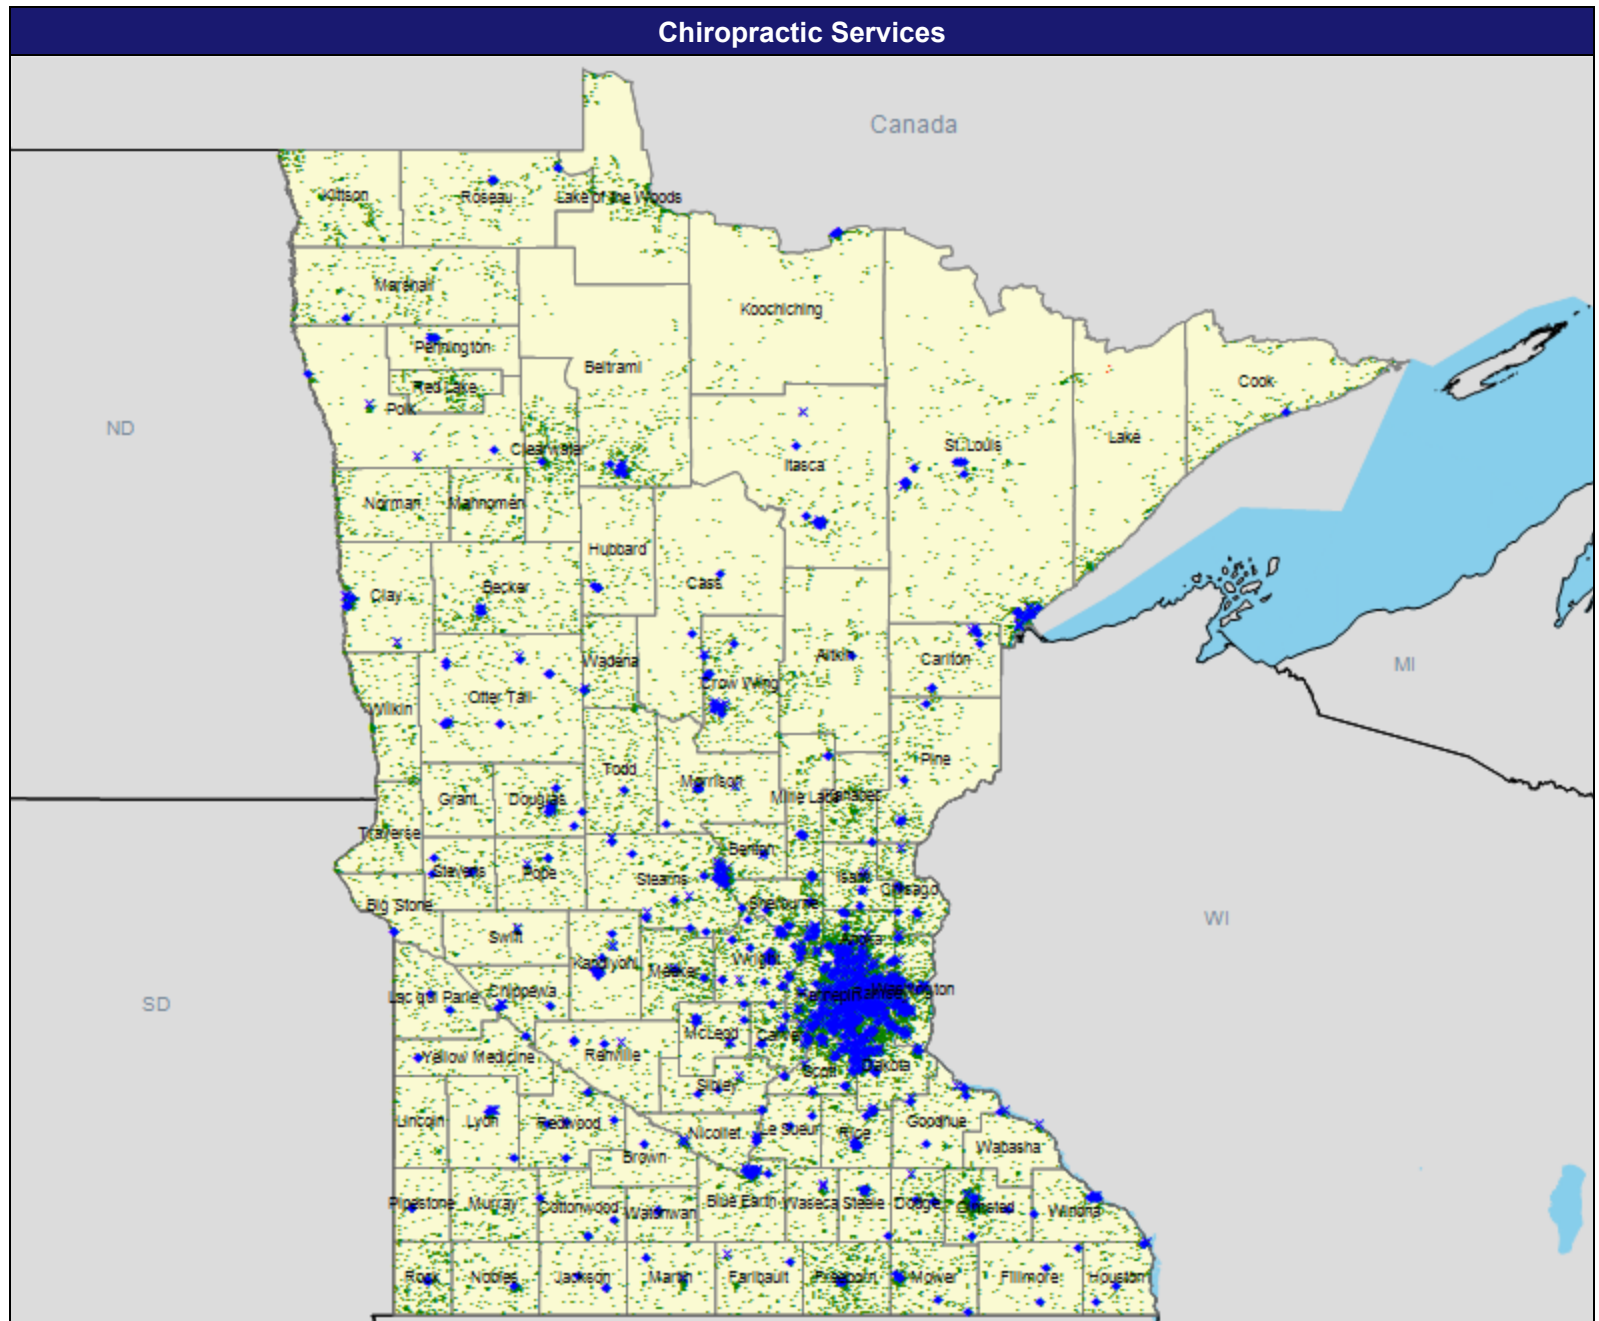 Chiropractic Services
Canada
Kittson
Roseau
Lake of the Woods
Marshall
Koochiching
Pennington
Beltrami
Red Lake
Cook
Polk
ND
Lake
St. Louis
Clearwater
Itasca
Norman
Mahnomen
Hubbard
Cass
Becker
Clay
MI
Aitkin
Carlton
Wadena
Crow Wing
Otter Tail
Wilkin
Pine
Todd
Morrison
Mille Lacs
Kanabec
Grant
Douglas
Traverse
Benton
Stevens
Pope
Stearns
Isanti
Chisago
Big Stone
Sherburne
WI
Swift
Anoka
Wright
Kandiyohi
Meeker
Hennepin
Ramsey
Washington
Chippewa
Lac qui Parle
SD
McLeod
Carver
Renville
Yellow Medicine
Scott
Dakota
Sibley
Lincoln
Lyon
Redwood
Nicollet
Le Sueur
Rice
Goodhue
Wabasha
Brown
Pipestone
Murray
Cottonwood
Watonwan
Blue Earth
Waseca
Steele
Dodge
Olmsted
Winona
Rock
Nobles
Jackson
Martin
Faribault
Freeborn
Mower
Fillmore
Houston